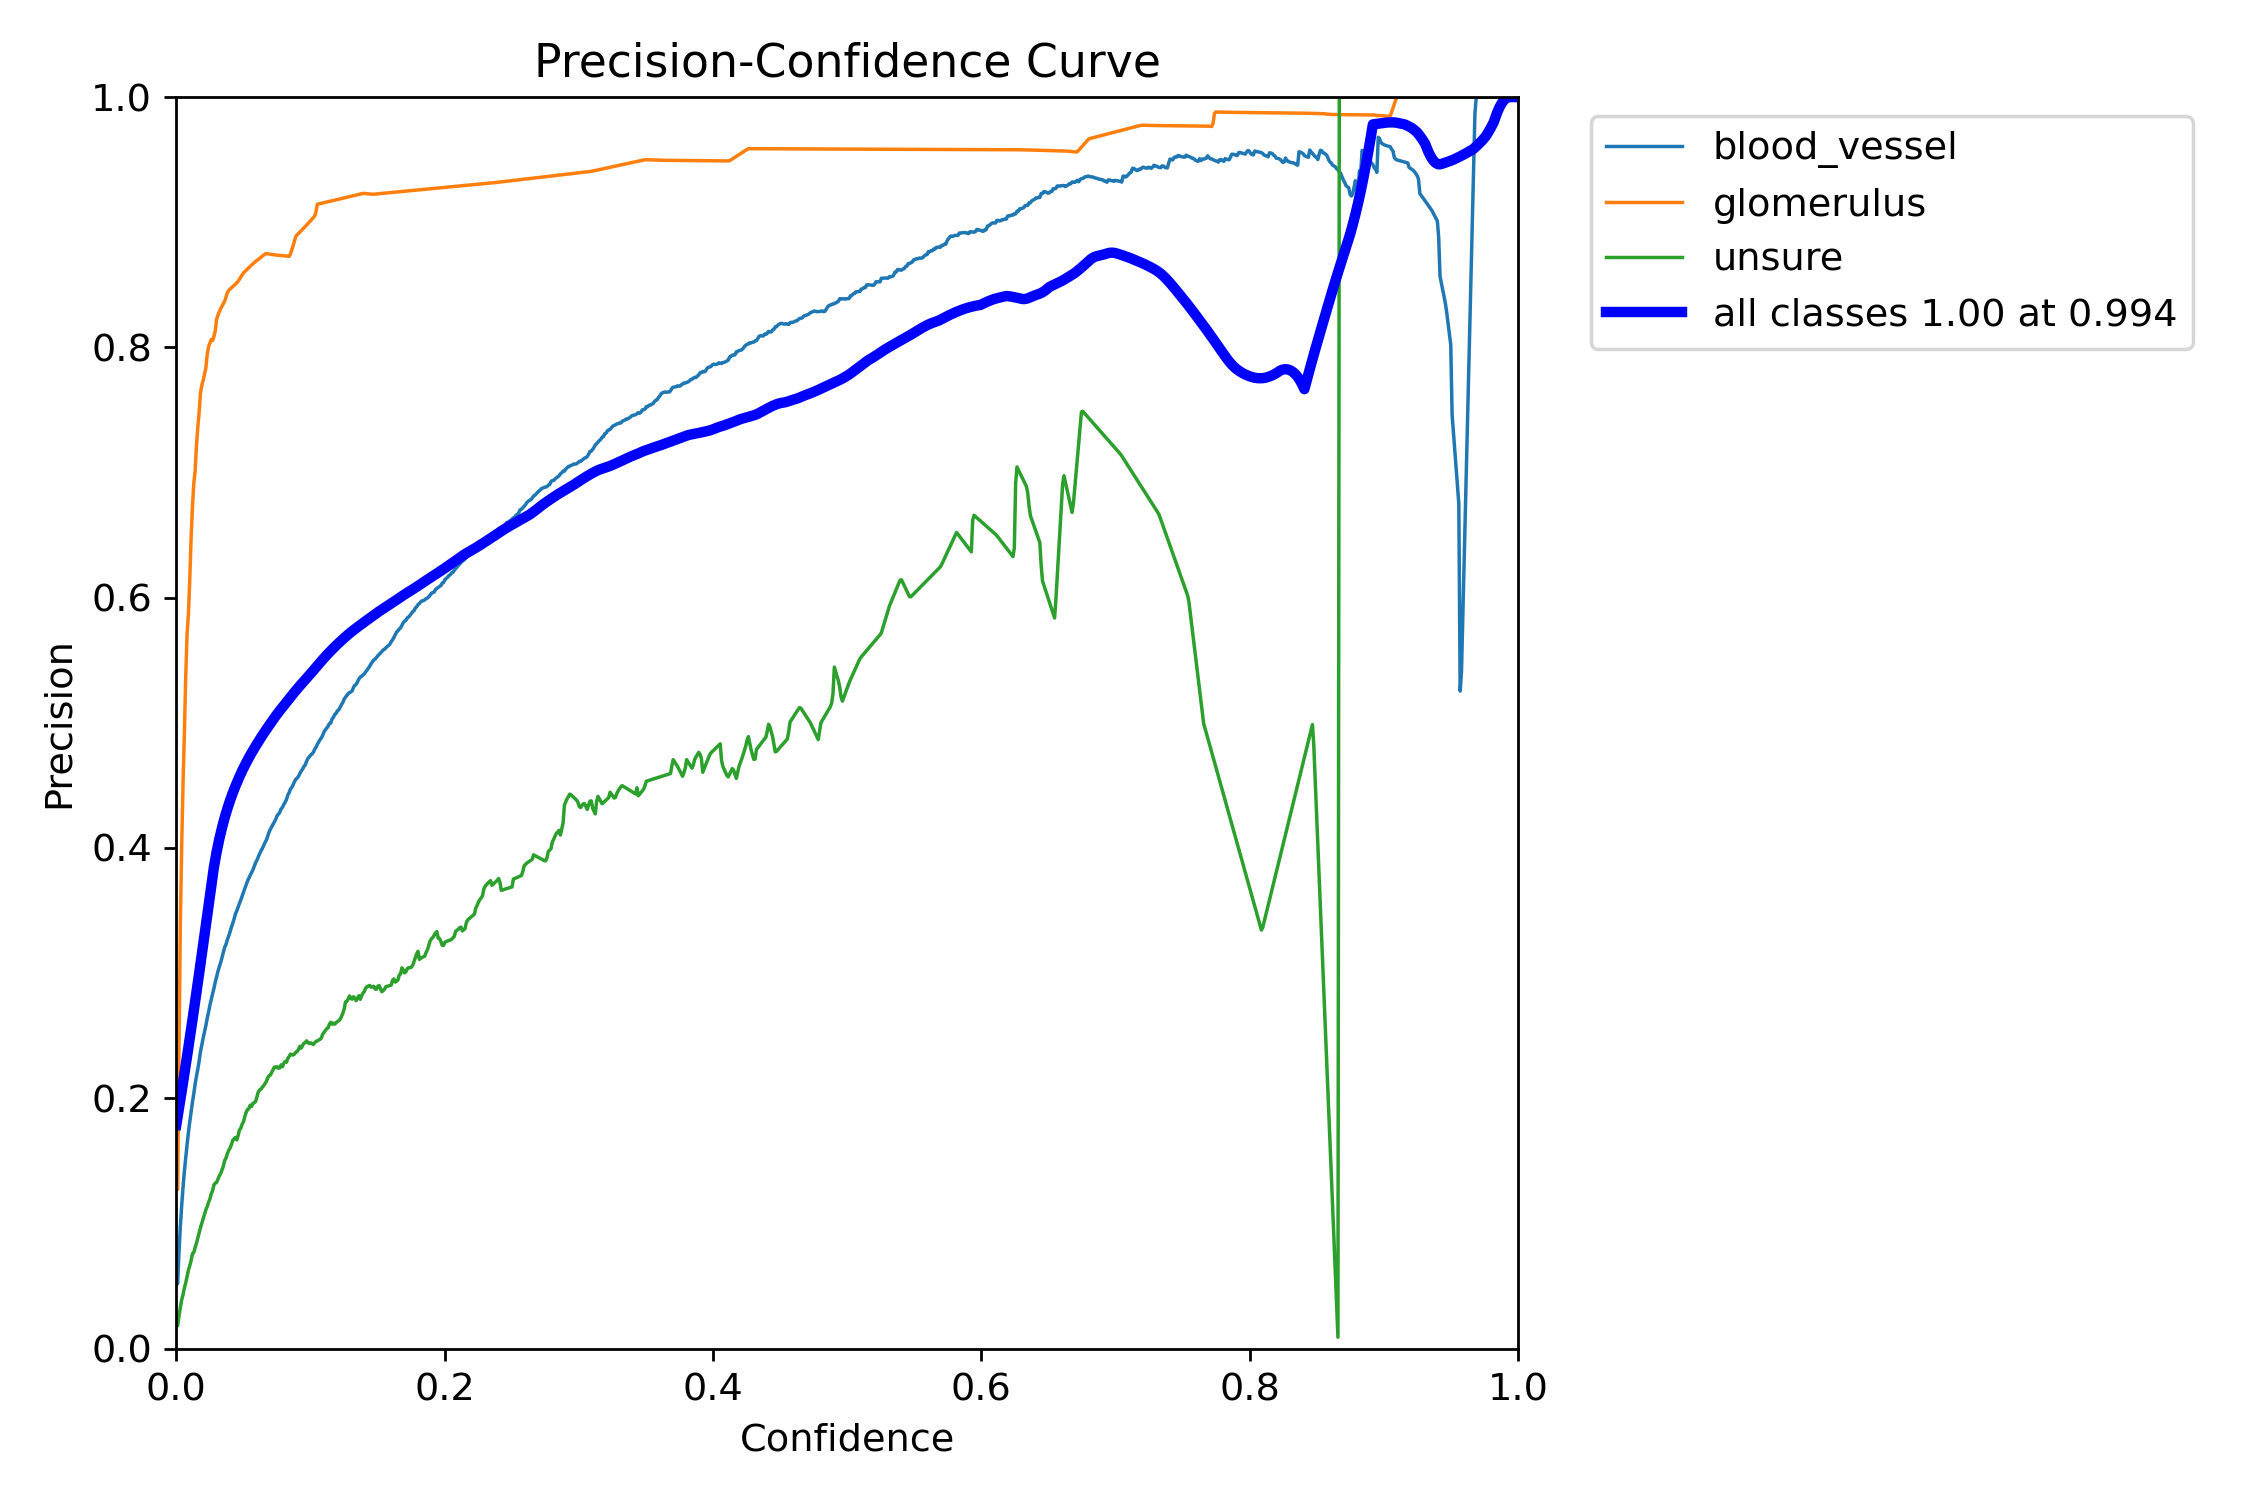 Precision-Confidence Curve
1.0
0.8
0.6
0.4
0.2
0.0
Precision
0.0 0.2 0.4 0.6 0.8 1.0
Confidence
blood_vessel
glomerulus
unsure
all classes 1.00 at 0.994